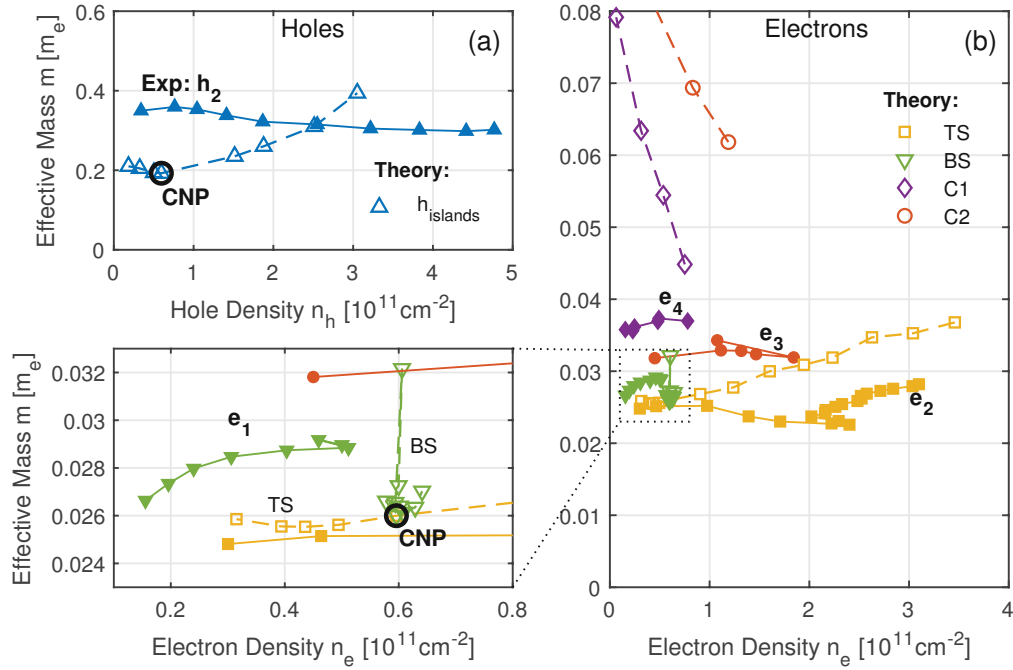 Holes
(a)
Exp: h2
Theory:
hislands
CNP
0.6
0.4
0.2
0
0 1 2 3 4 5
Effective Mass m [me]
Hole Density nh [10^11cm^-2]
Electrons
(b)
Theory:
TS
BS
C1
C2
e4
e3
e2
0.08
0.07
0.06
0.05
0.04
0.03
0.02
0.01
0
0 1 2 3 4
Effective Mass m [me]
Electron Density ne [10^11cm^-2]
e1
BS
TS
CNP
0.032
0.03
0.028
0.026
0.024
0.2 0.4 0.6 0.8
Electron Density ne [10^11cm^-2]